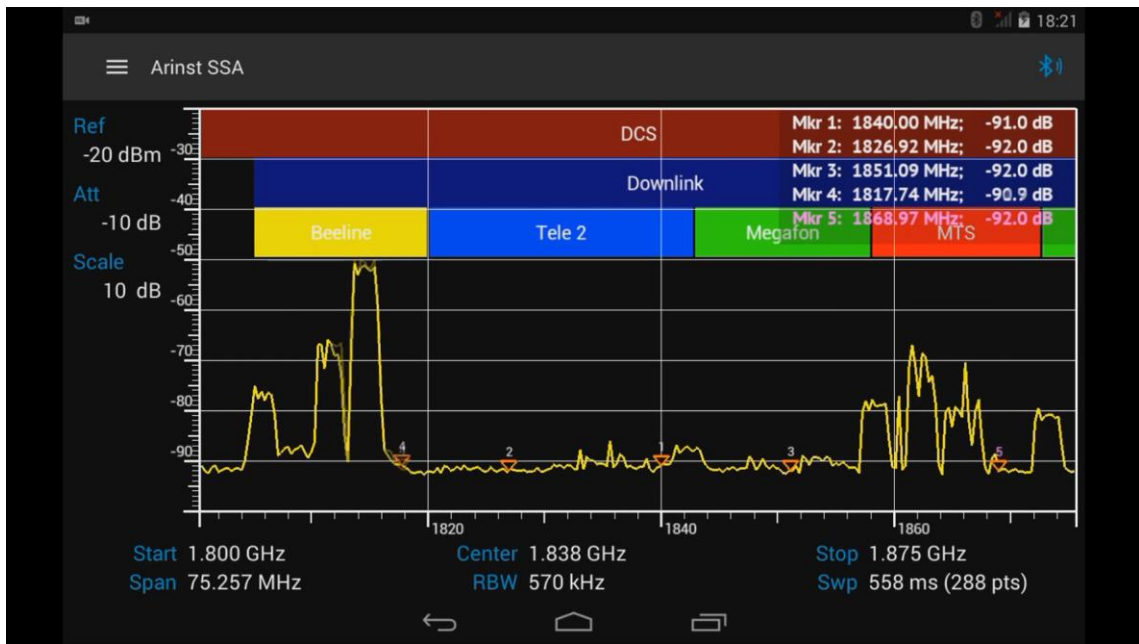 18:21
Arinst SSA
Ref
-20 dBm
Att
-10 dB
Scale
10 dB
-30
-40
-50
-60
-70
-80
-90
DCS
Downlink
Beeline
Tele 2
Megafon
MTS
Mkr 1: 1840.00 MHz; -91.0 dB
Mkr 2: 1826.92 MHz; -92.0 dB
Mkr 3: 1851.09 MHz; -92.0 dB
Mkr 4: 1817.74 MHz; -90.9 dB
Mkr 5: 1868.97 MHz; -92.0 dB
4
2
1
3
5
1820
1840
1860
Start 1.800 GHz
Center 1.838 GHz
Stop 1.875 GHz
Span 75.257 MHz
RBW 570 kHz
Swp 558 ms (288 pts)